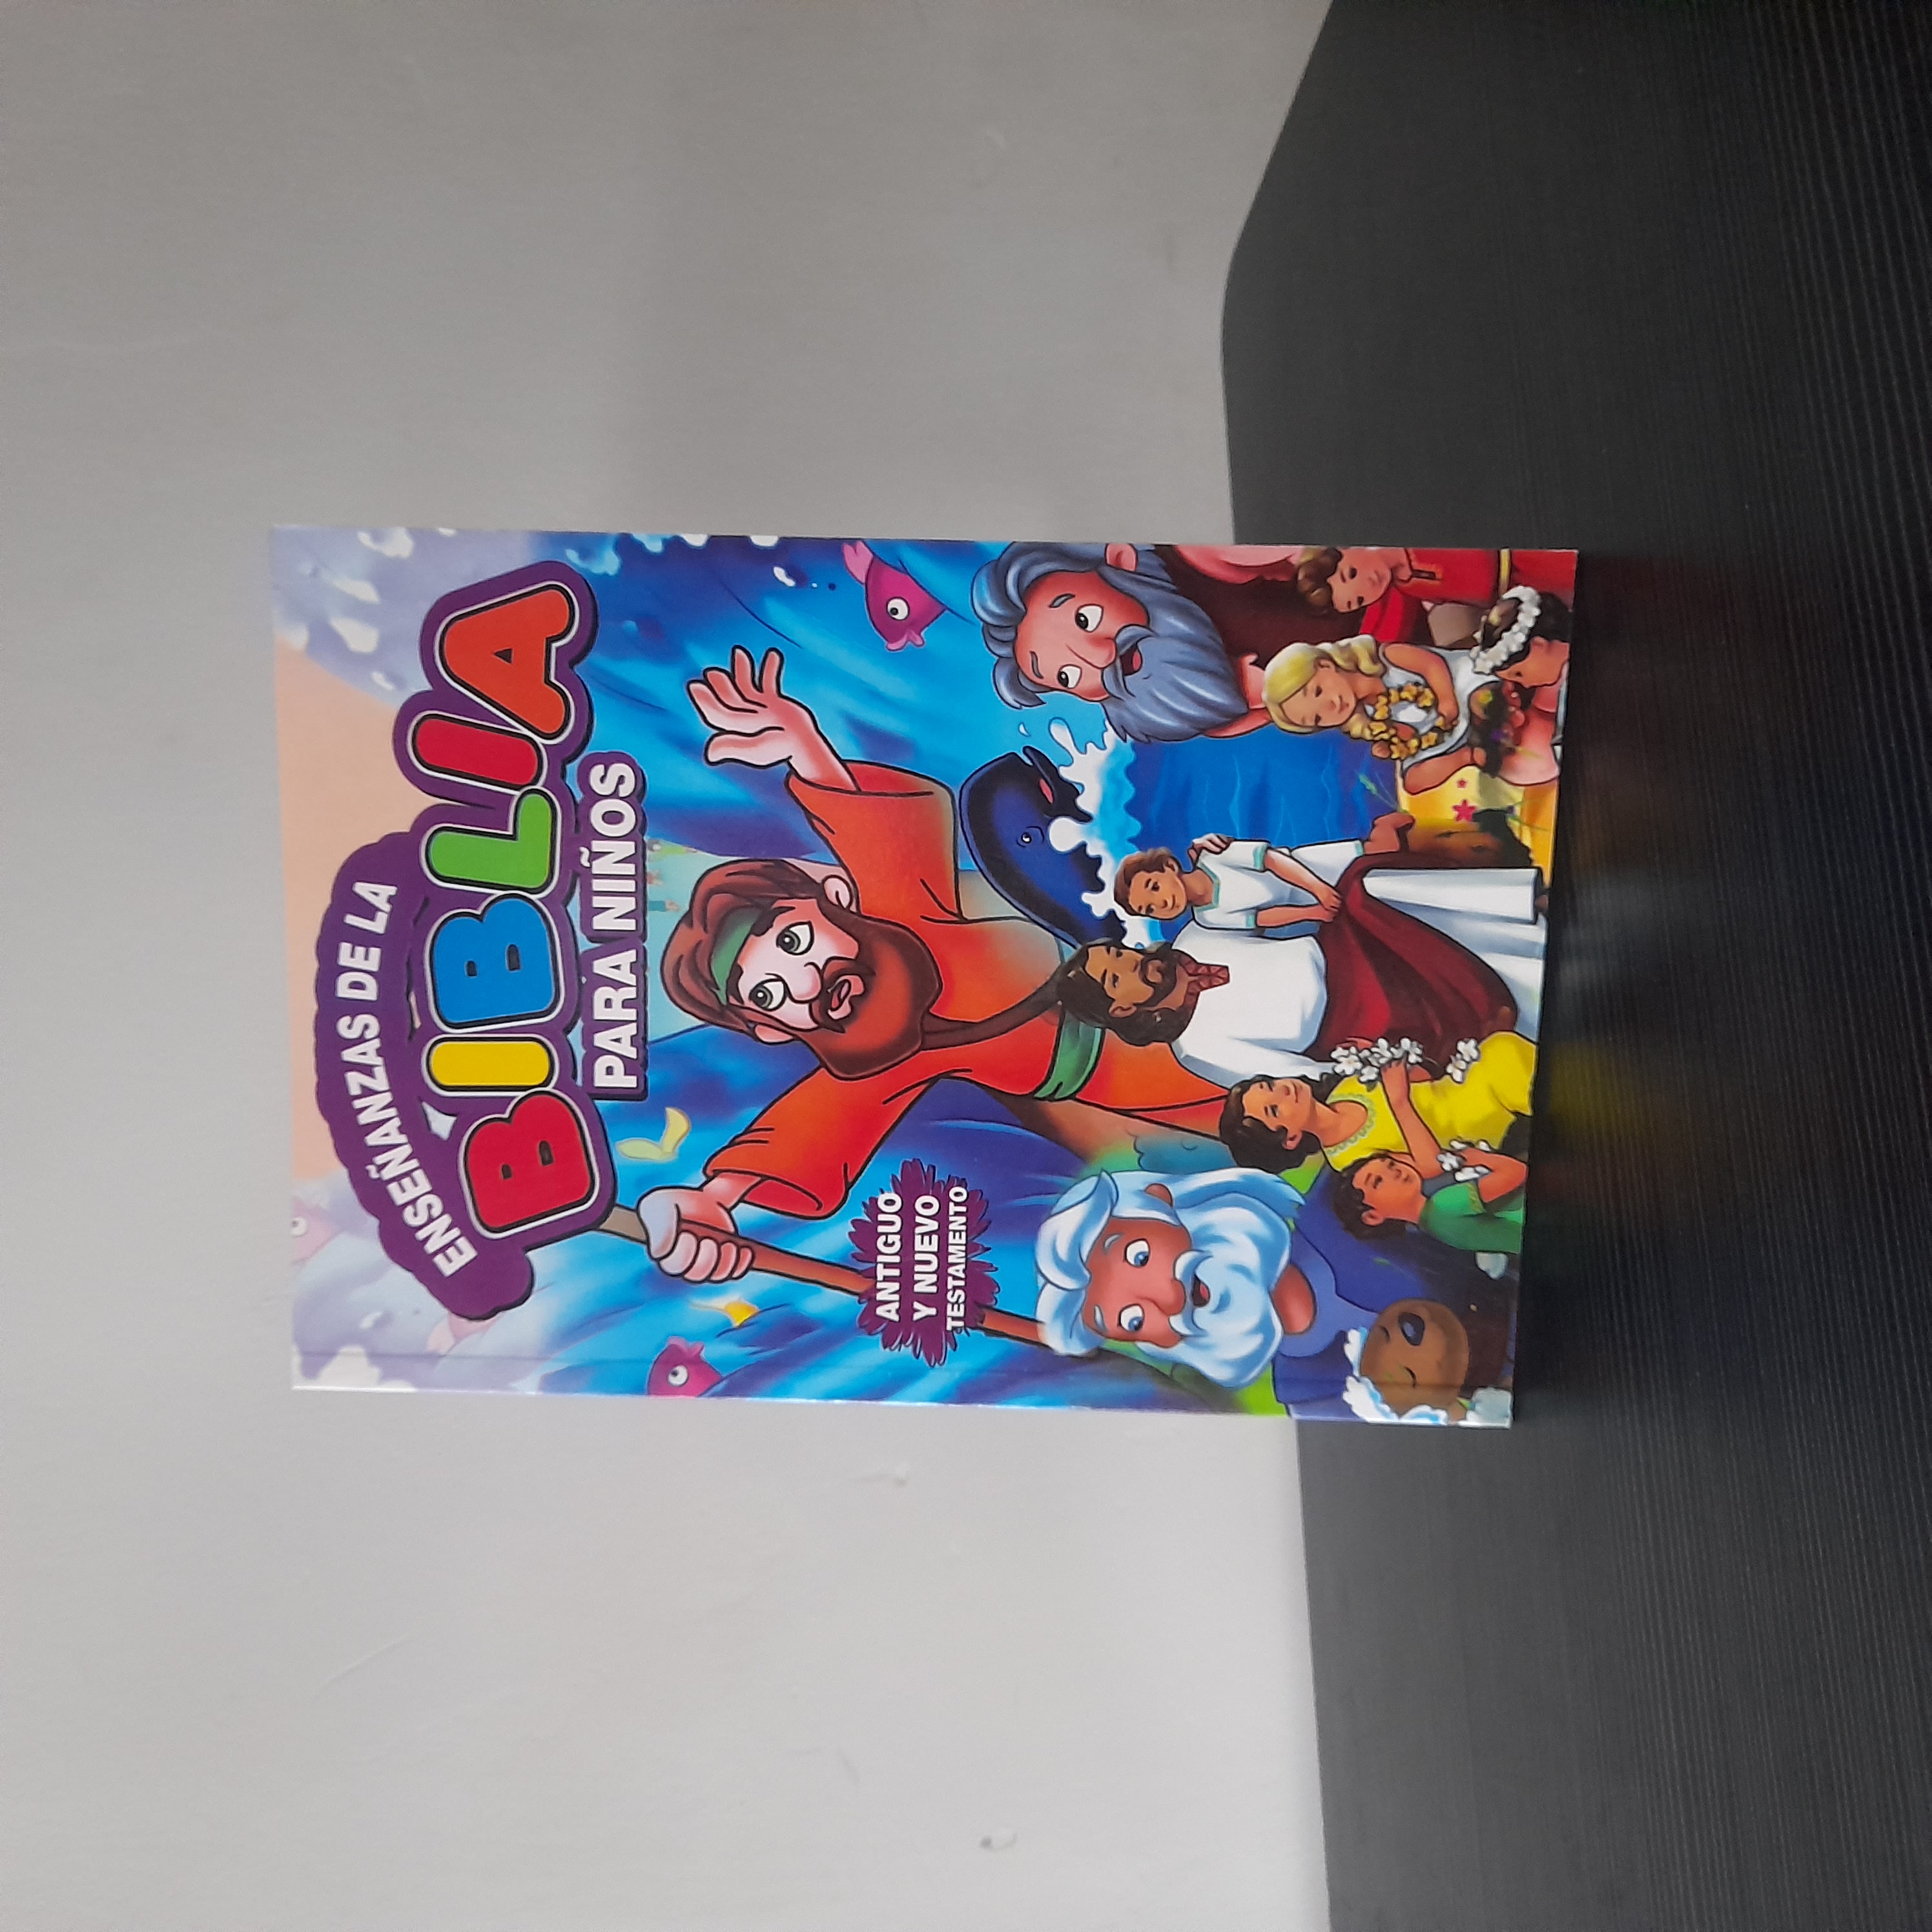 ENSEÑANZAS DE LA
BIBLIA
PARA NIÑOS
ANTIGUO
Y NUEVO
TESTAMENTO